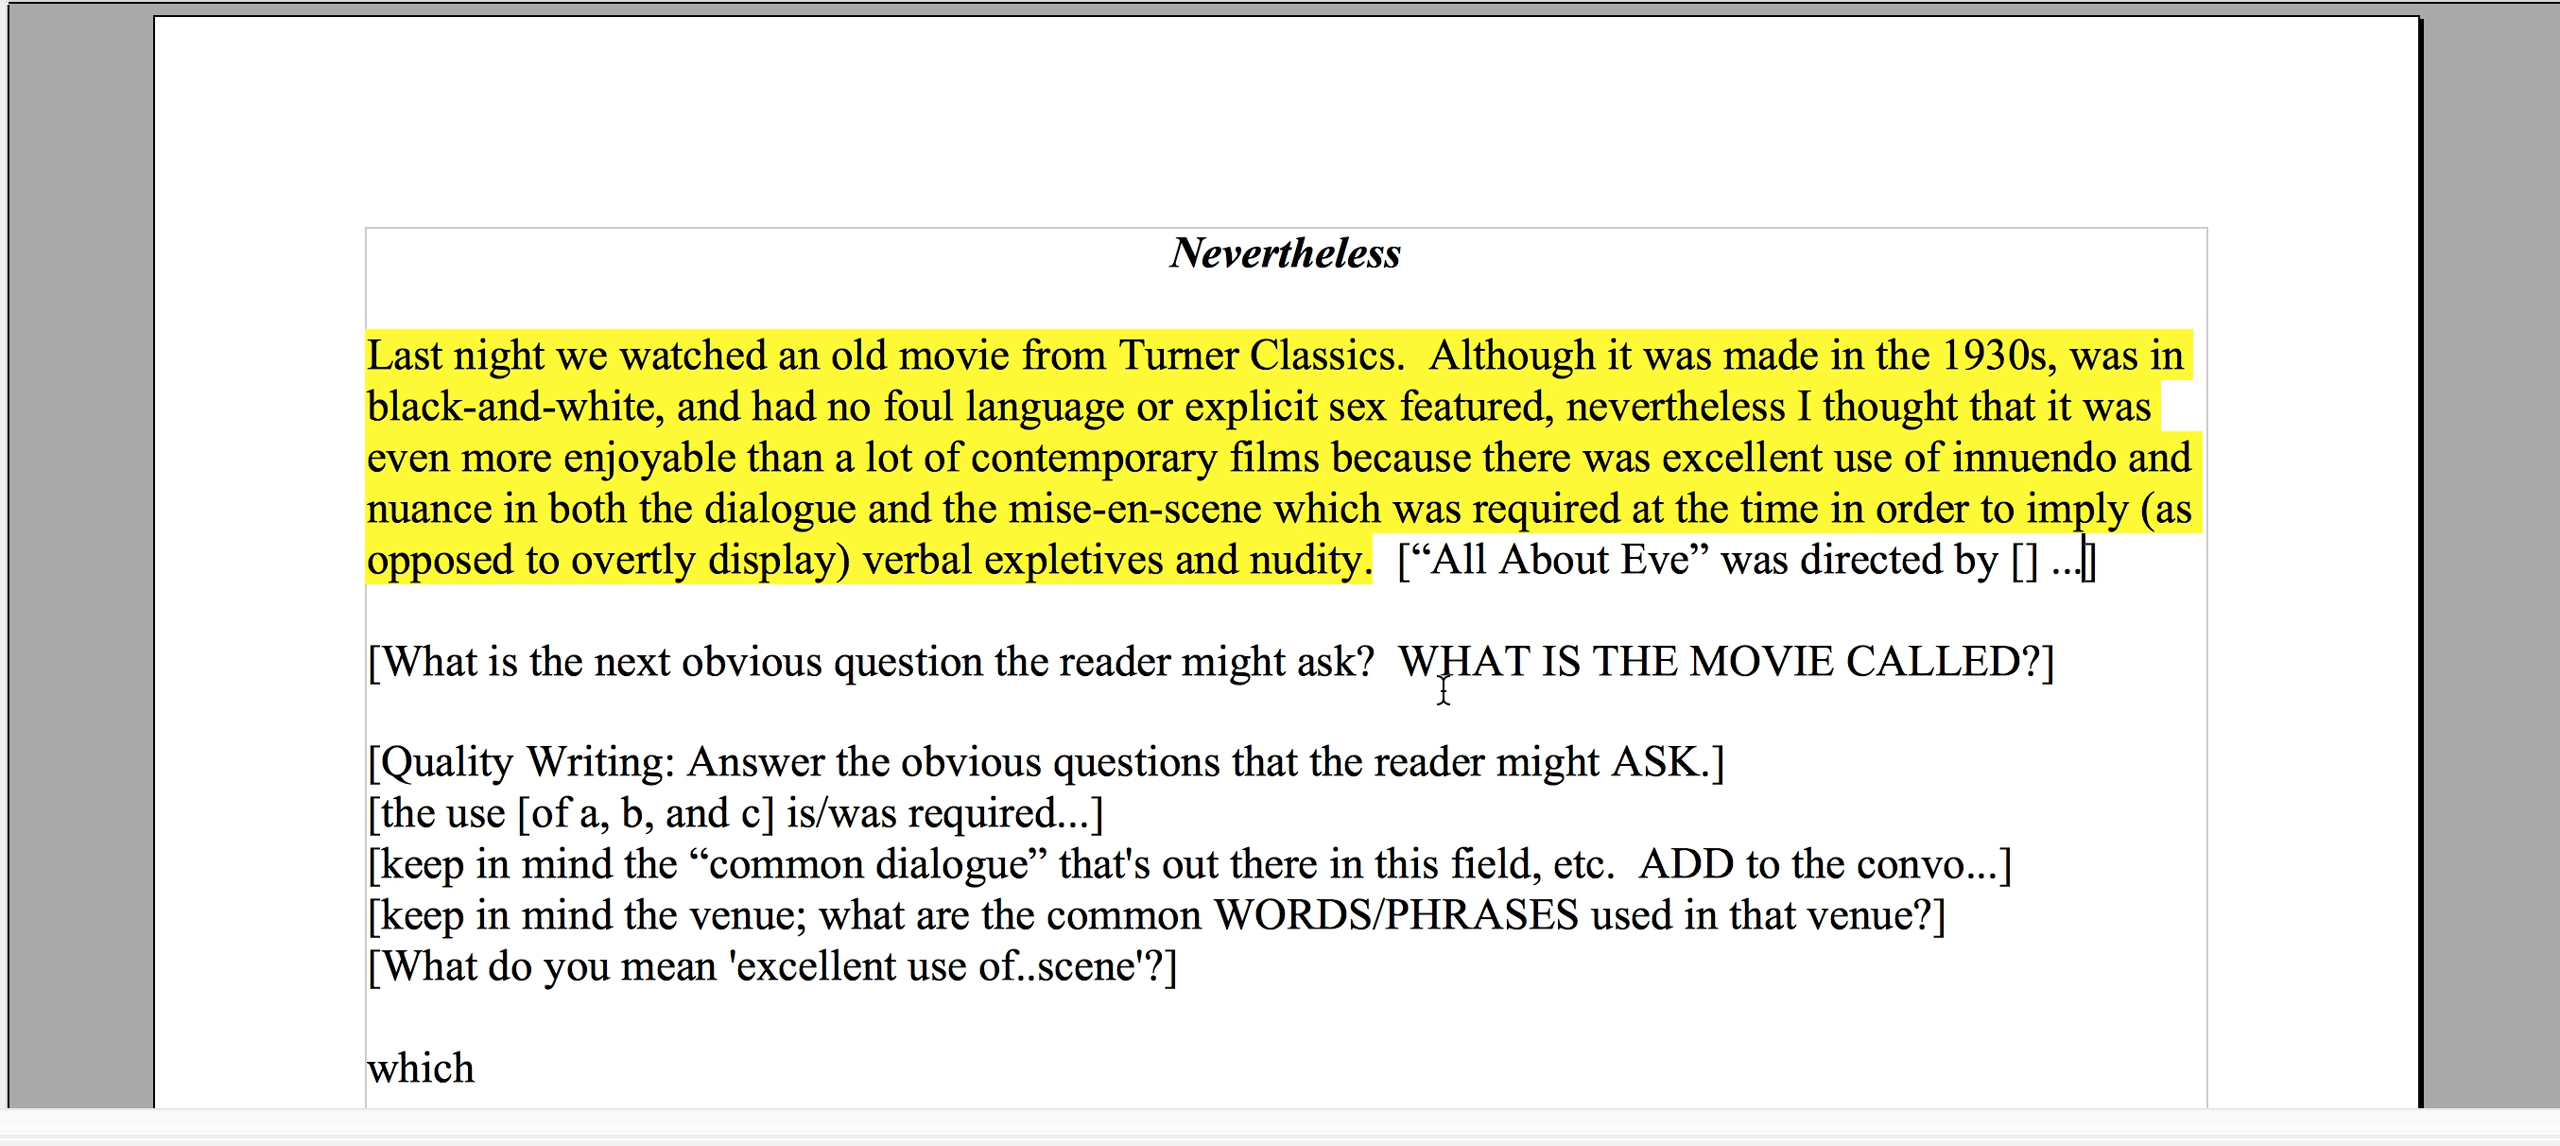 Nevertheless
Last night we watched an old movie from Turner Classics.  Although it was made in the 1930s, was in
black-and-white, and had no foul language or explicit sex featured, nevertheless I thought that it was
even more enjoyable than a lot of contemporary films because there was excellent use of innuendo and
nuance in both the dialogue and the mise-en-scene which was required at the time in order to imply (as
opposed to overtly display) verbal expletives and nudity.  [“All About Eve” was directed by [] ...]
[What is the next obvious question the reader might ask?  WHAT IS THE MOVIE CALLED?]
[Quality Writing: Answer the obvious questions that the reader might ASK.]
[the use [of a, b, and c] is/was required...]
[keep in mind the “common dialogue” that's out there in this field, etc.  ADD to the convo...]
[keep in mind the venue; what are the common WORDS/PHRASES used in that venue?]
[What do you mean 'excellent use of..scene'?]
which